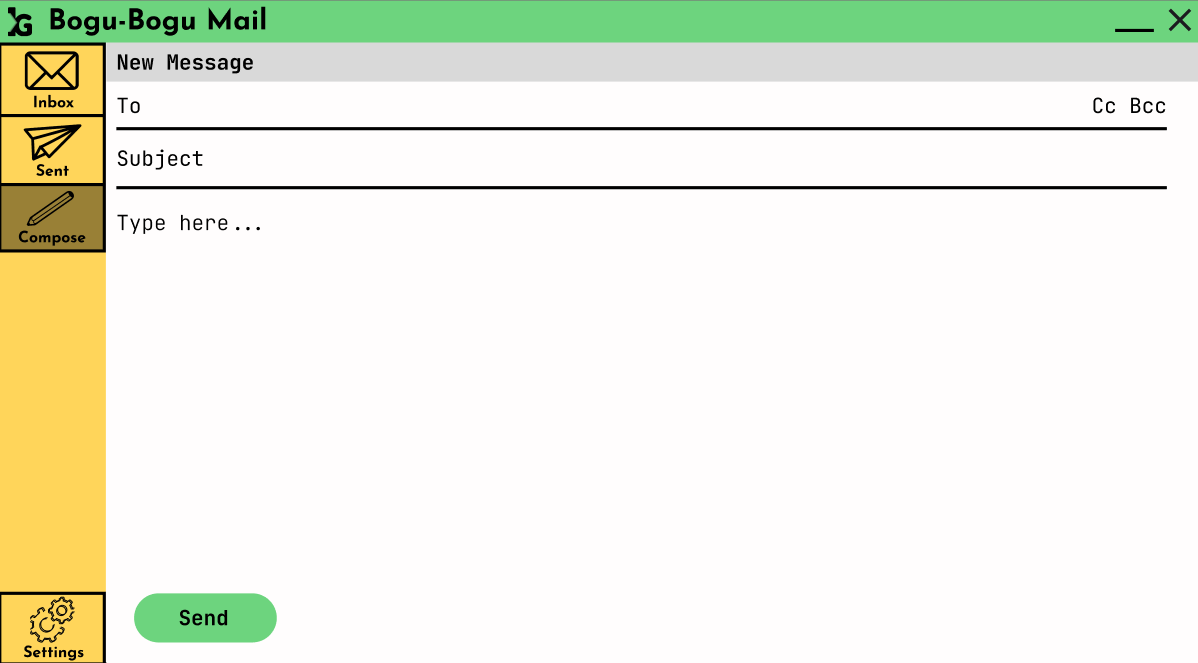 Bogu-Bogu Mail
Inbox
Sent
Compose
Settings
New Message
To
Cc Bcc
Subject
Type here...
Send